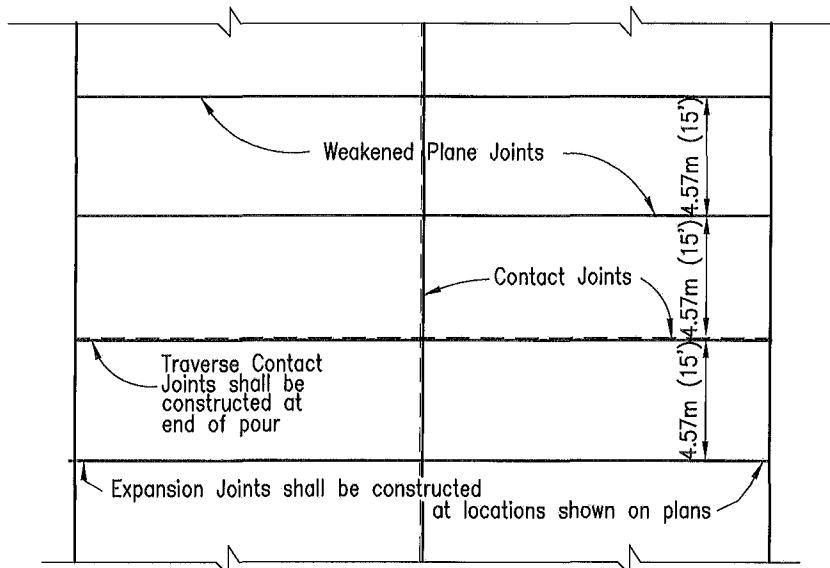 4.57m (15')
Weakened Plane Joints
4.57m (15')
Contact Joints
Traverse Contact
Joints shall be
constructed at
end of pour
4.57m (15')
Expansion Joints shall be constructed
at locations shown on plans